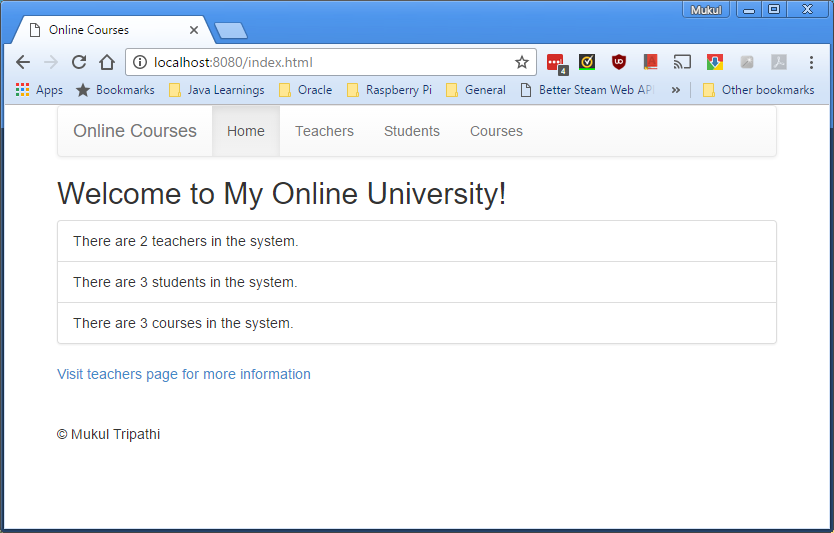 Mukul
Online Courses
localhost:8080/index.html
4
Apps Bookmarks Java Learnings Oracle Raspberry Pi General Better Steam Web AP » Other bookmarks
Online Courses Home Teachers Students Courses
Welcome to My Online University!
There are 2 teachers in the system.
There are 3 students in the system.
There are 3 courses in the system.
Visit teachers page for more information
© Mukul Tripathi